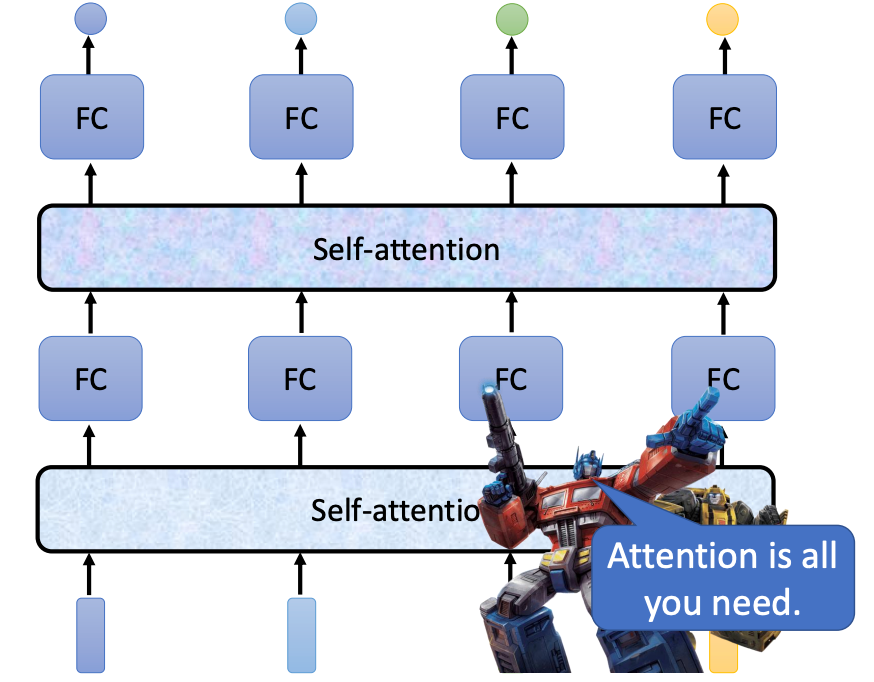 FC
FC
FC
FC
Self-attention
FC
FC
FC
FC
Self-attentio
Attention is all
you need.